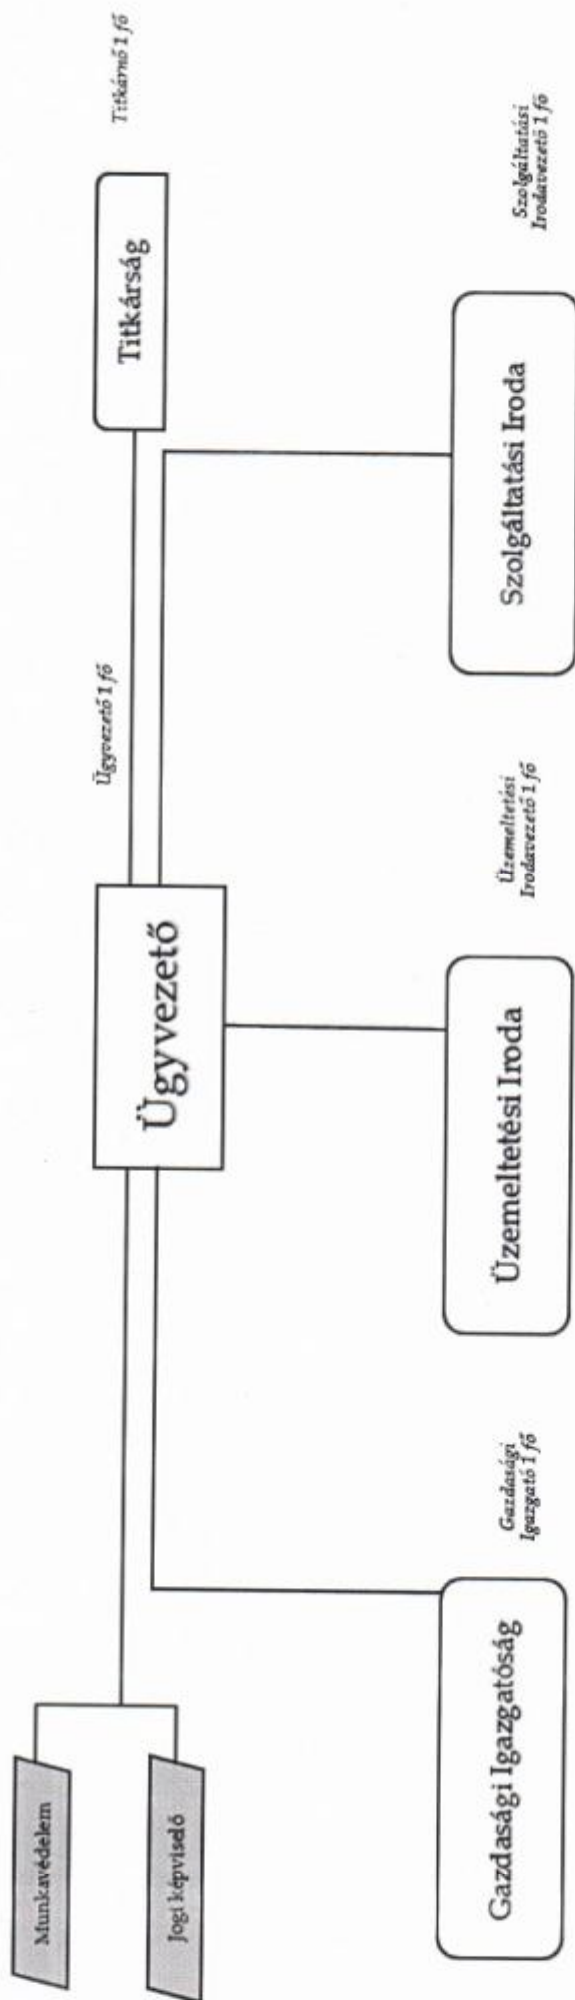 Munkavédelem
Jogi képviselő
Ügyvezető
Ügyvezető 1 fő
Titkárság
Titkárnő 1 fő
Gazdasági Igazgatóság
Gazdasági
Igazgató 1 fő
Üzemeltetési Iroda
Üzemeltetési
Irodavezető 1 fő
Szolgáltatási Iroda
Szolgáltatási
Irodavezető 1 fő